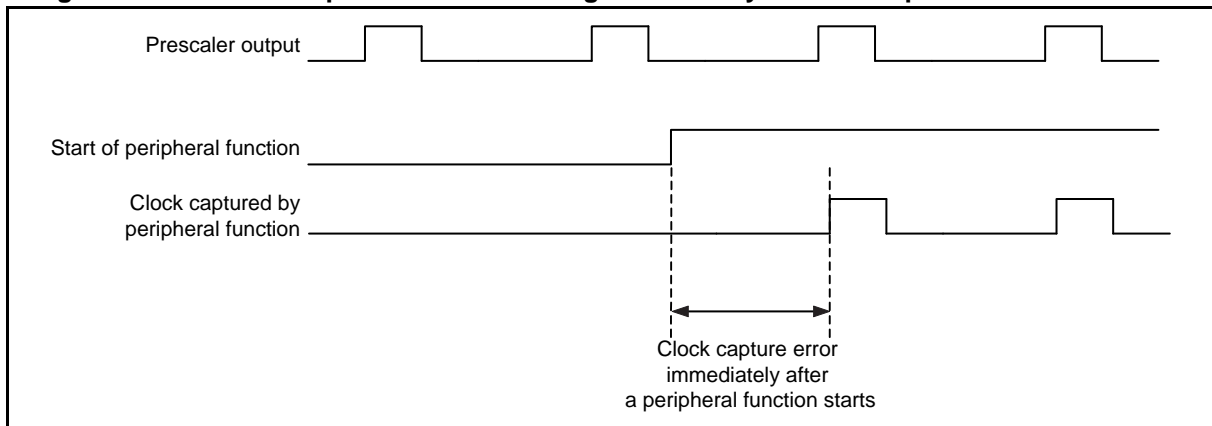 Prescaler output
Start of peripheral function
Clock captured by
peripheral function
Clock capture error
immediately after
a peripheral function starts